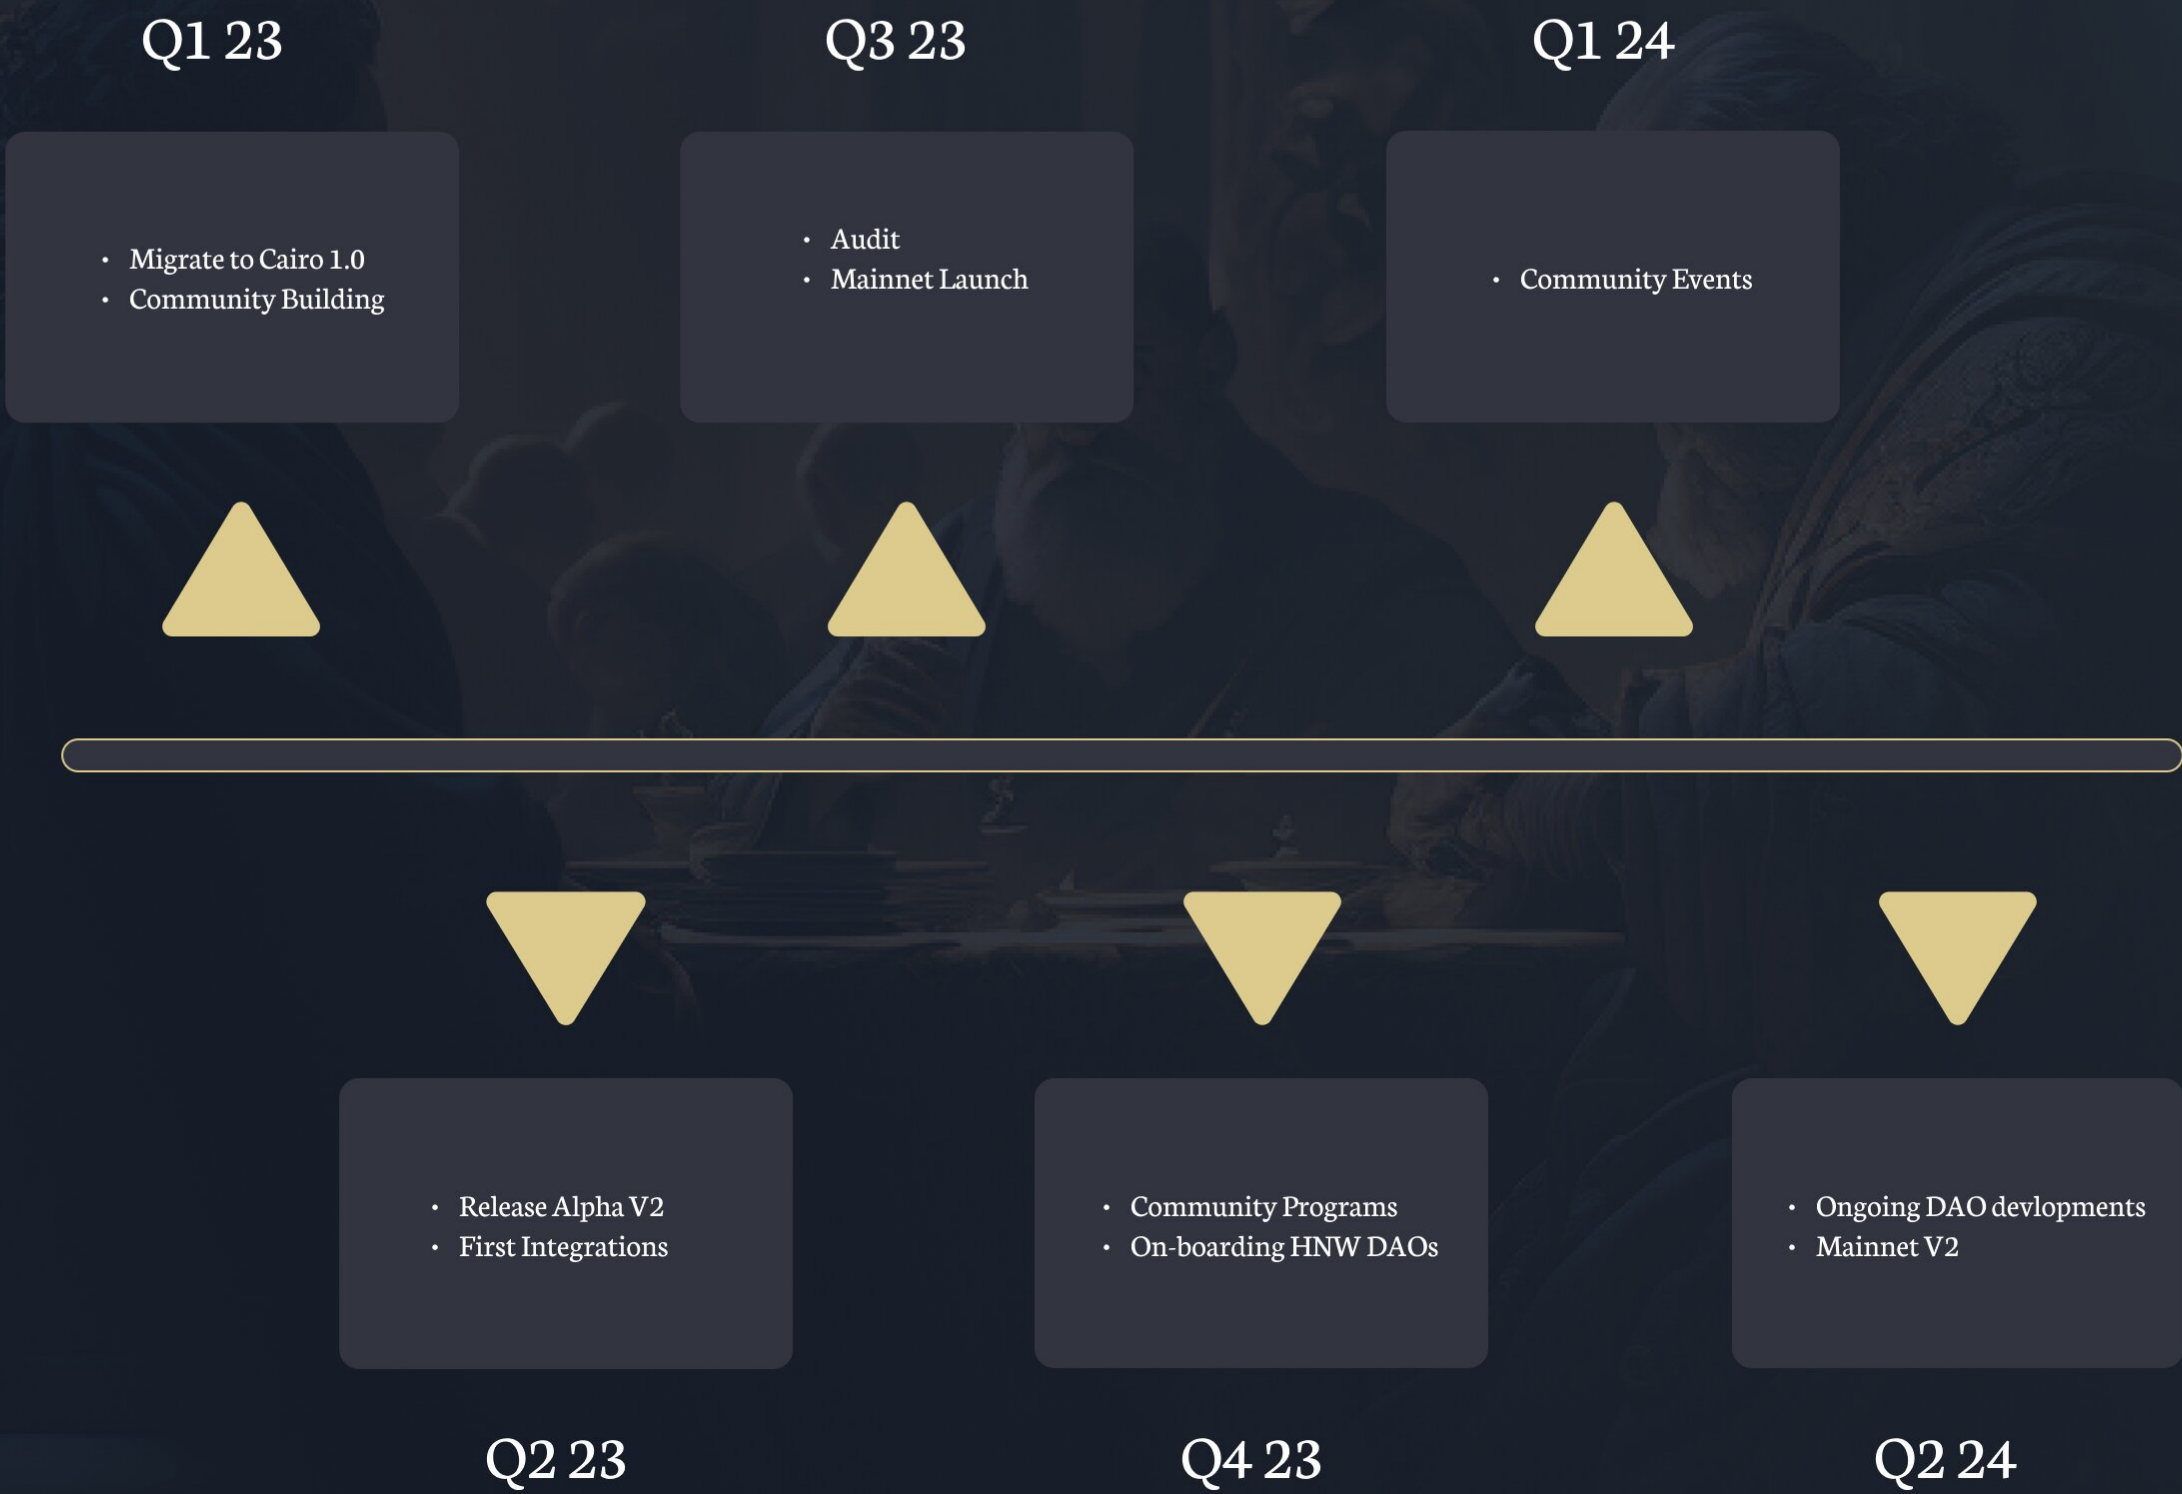 Q1 23
Q3 23
Q1 24
• Migrate to Cairo 1.0
• Community Building
• Audit
• Mainnet Launch
• Community Events
• Release Alpha V2
• First Integrations
• Community Programs
• On-boarding HNW DAOs
• Ongoing DAO devlopments
• Mainnet V2
Q2 23
Q4 23
Q2 24